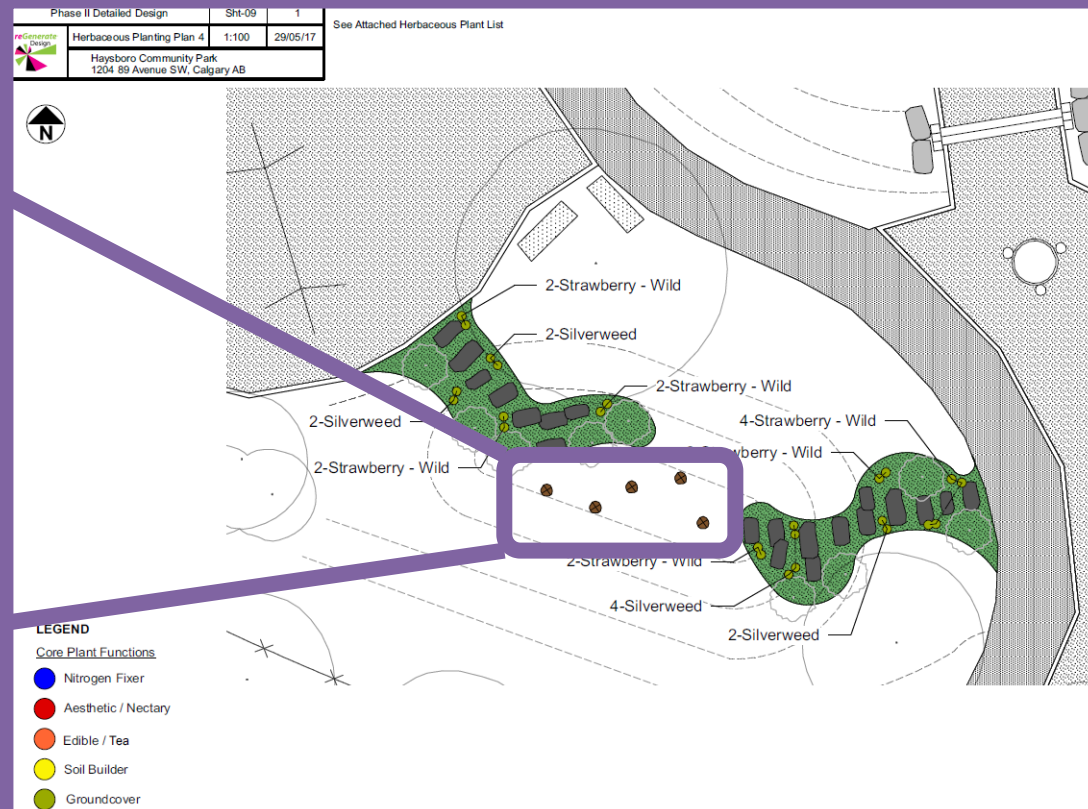 Phase II Detailed Design
Sht-09
1
See Attached Herbaceous Plant List
reGenerate
Design
Herbaceous Planting Plan 4
1:100
29/05/17
Haysboro Community Park
1204 89 Avenue SW, Calgary AB
N
2-Strawberry - Wild
2-Silverweed
2-Strawberry - Wild
2-Silverweed
4-Strawberry - Wild
wberry - Wild
2-Strawberry - Wild
2-Strawberry - Wild
4-Silverweed
2-Silverweed
LEGEND
Core Plant Functions
Nitrogen Fixer
Aesthetic / Nectary
Edible / Tea
Soil Builder
Groundcover